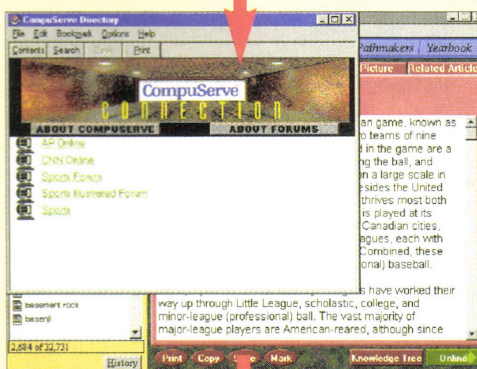 CompuServe Directory
File Edit Bookmark Options Help
Contents Search Back Print
CompuServe
CONNECTION
ABOUT COMPUSERVE ABOUT FORUMS
AP Online
CNN Online
Sports Forum
Sports Illustrated Forum
Sports
Pathmakers Yearbook
Picture Related Article
an game, known as
o teams of nine
d in the game are a
ng the ball, and
n a large scale in
esides the United
thrives most both
is played at its
Canadian cities,
agues, each with
Combined, these
onal) baseball.
s have worked their
way up through Little League, scholastic, college, and
minor-league (professional) ball. The vast majority of
major-league players are American-reared, although since
basement rock
basenji
2,684 of 32,731
History
Print Copy Save Mark Knowledge Tree Unlink